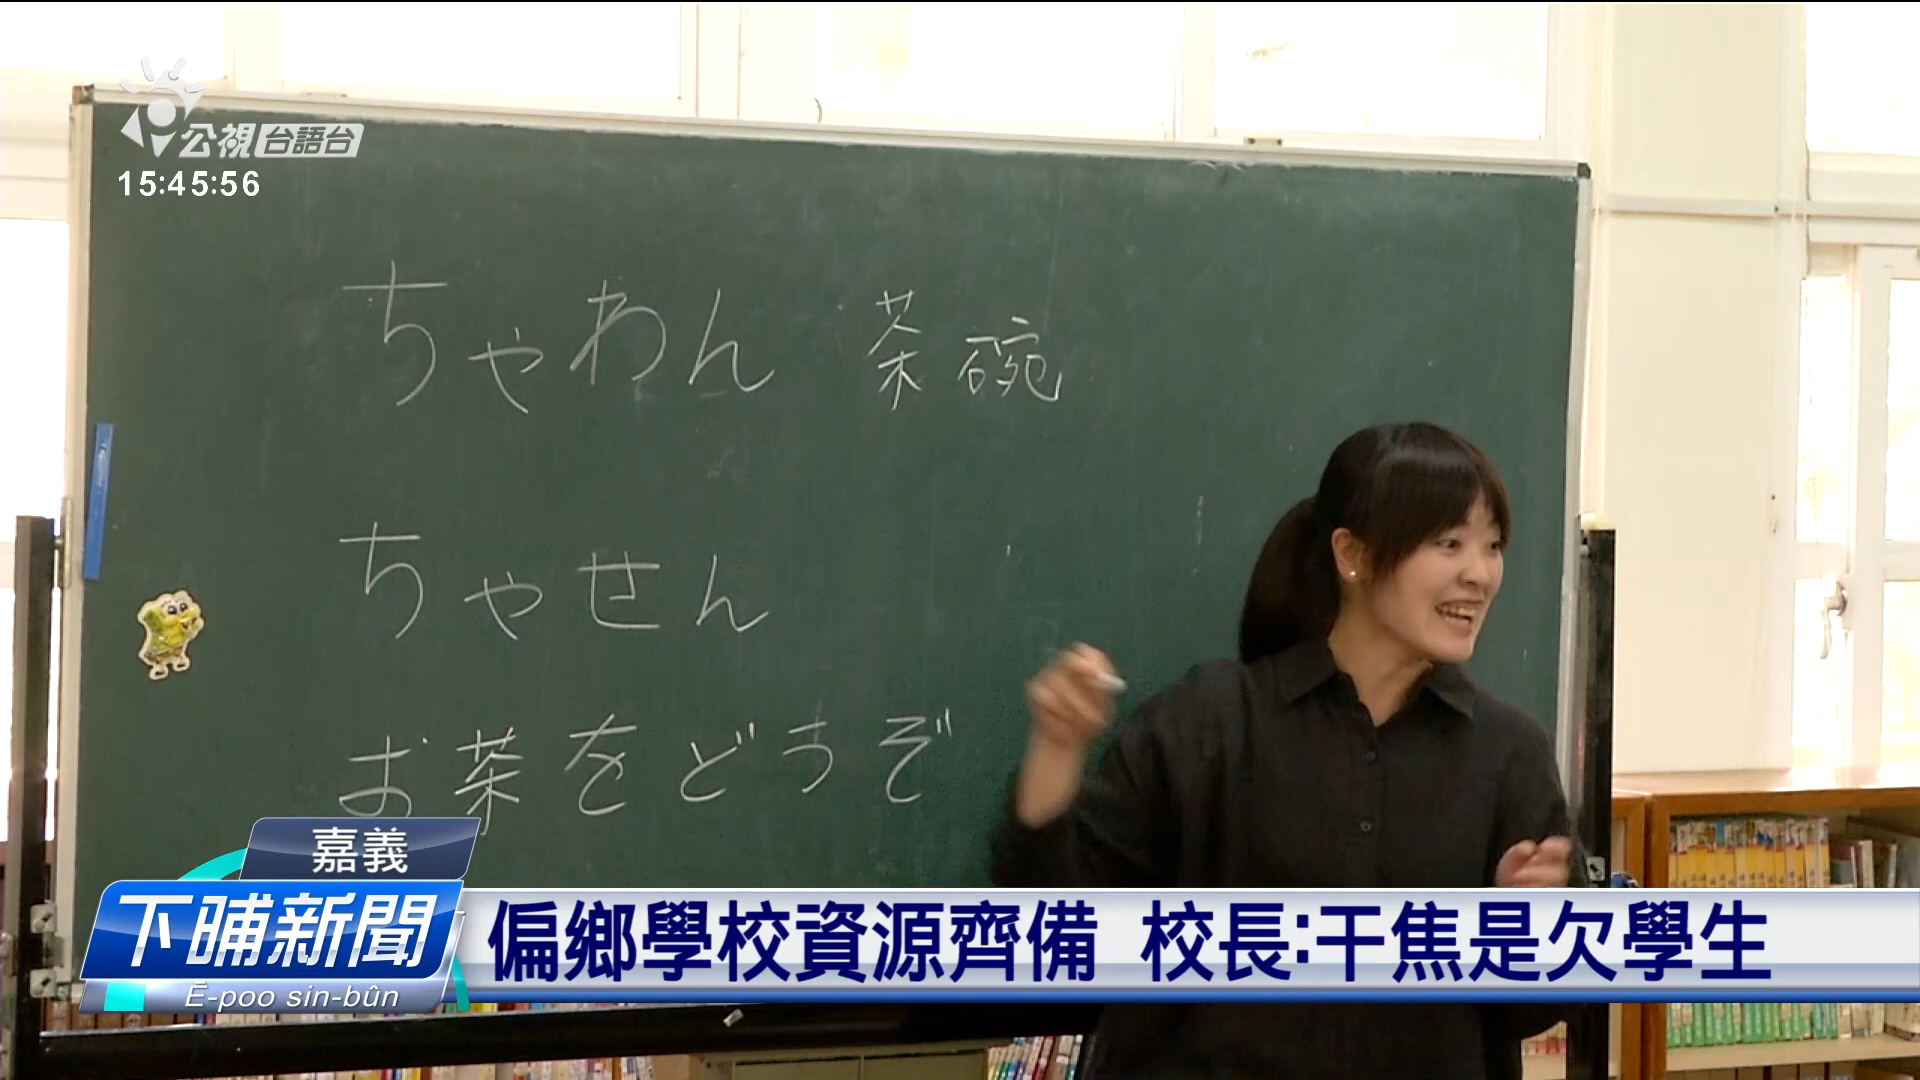 公視台語台
15:45:56
ちゃわん 茶碗
ちゃせん
お茶をどうぞ
嘉義
下晡新聞
Ē-poo sin-bûn
偏鄉學校資源齊備 校長:干焦是欠學生